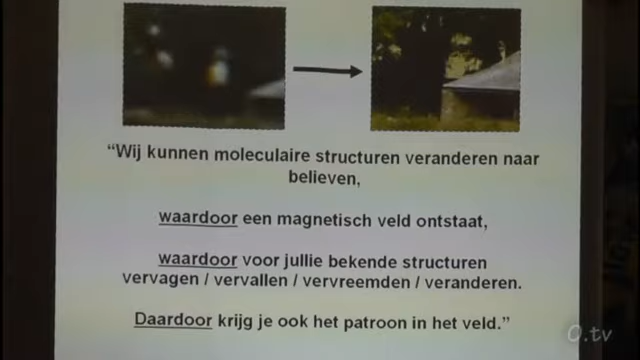 “Wij kunnen moleculaire structuren veranderen naar
believen,
waardoor een magnetisch veld ontstaat,
waardoor voor jullie bekende structuren
vervagen / vervallen / vervreemden / veranderen.
Daardoor krijg je ook het patroon in het veld.”
O.tv